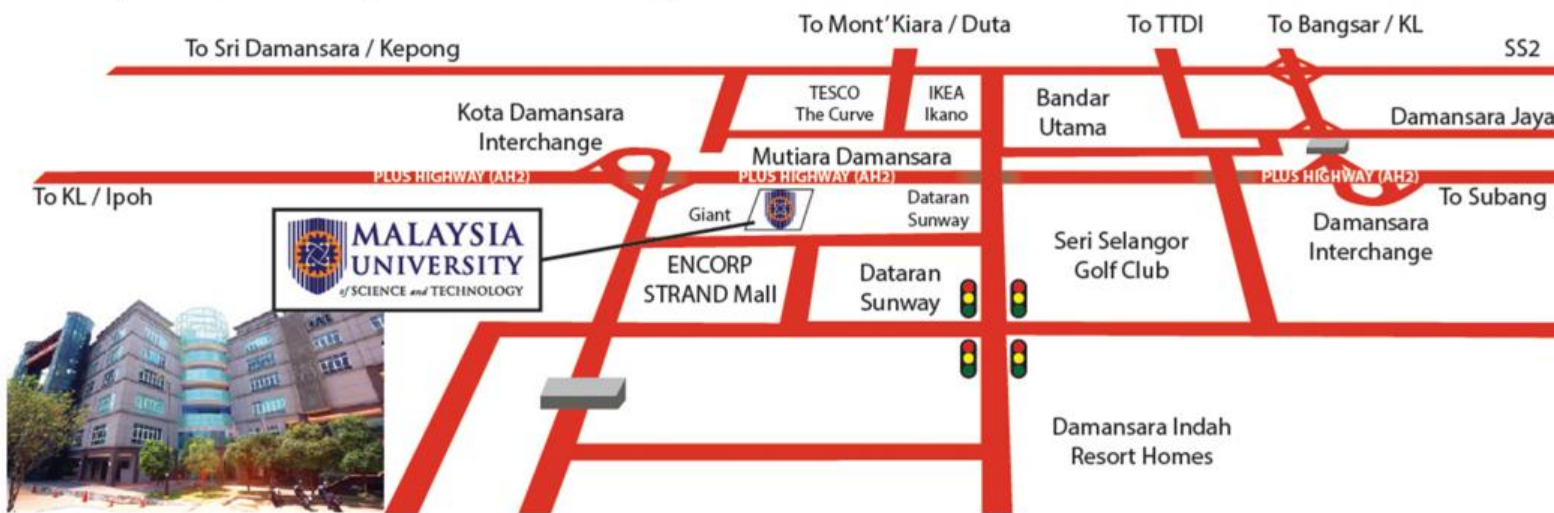 To Mont'Kiara / Duta
To TTDI
To Bangsar / KL
To Sri Damansara / Kepong
SS2
TESCO
The Curve
IKEA
Ikano
Bandar
Utama
Kota Damansara
Interchange
Damansara Jaya
Mutiara Damansara
PLUS HIGHWAY (AH2)
PLUS HIGHWAY (AH2)
PLUS HIGHWAY (AH2)
To KL / Ipoh
To Subang
Giant
Dataran
Sunway
Damansara
Interchange
MALAYSIA
UNIVERSITY
of SCIENCE and TECHNOLOGY
ENCORP
STRAND Mall
Dataran
Sunway
Seri Selangor
Golf Club
Damansara Indah
Resort Homes